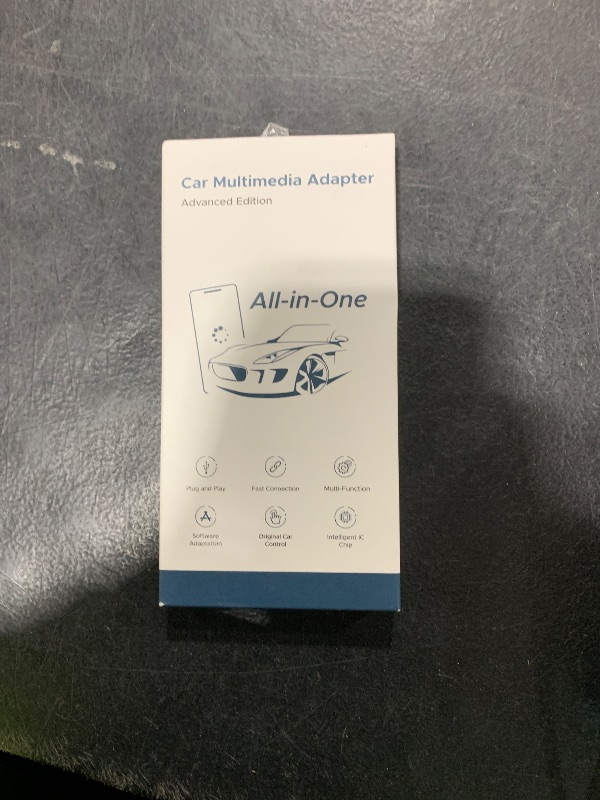 Car Multimedia Adapter
Advanced Edition
All-in-One
Plug and Play
Fast Connection
Multi-Function
Software
Adaptation
Original Car
Control
Intelligent IC
Chip